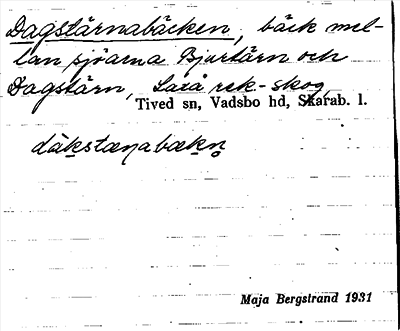 Dagstärnabäcken, bäck mel-
lan sjöarna Bjurtärn och
Dagstärn, Laxå rek-skog,
Tived sn, Vadsbo hd, Skarab. l.
Maja Bergstrand 1931